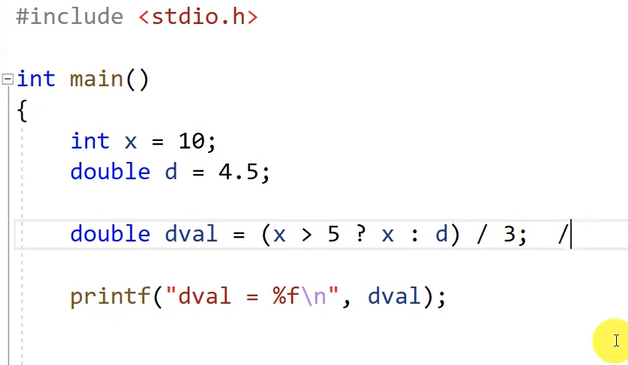 #include <stdio.h>
int main()
{
int x = 10;
double d = 4.5;
double dval = (x > 5 ? x : d) / 3;  /
printf("dval = %f\n", dval);